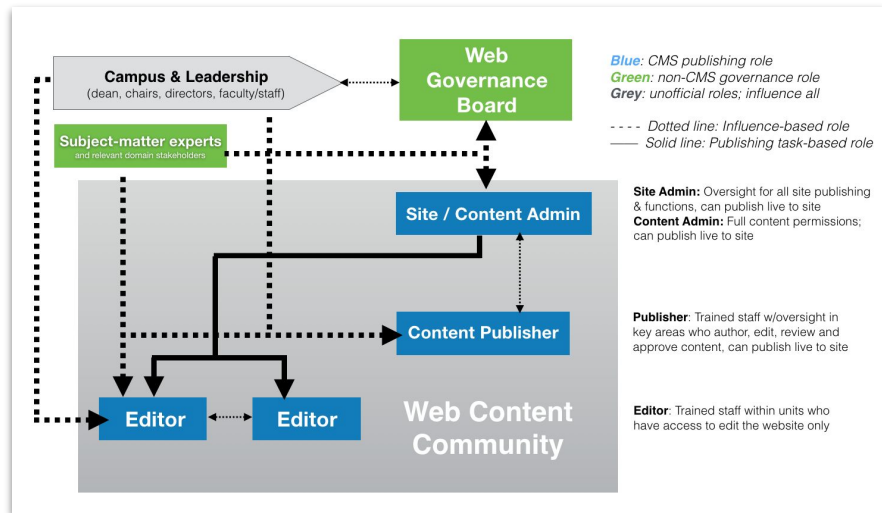 Campus & Leadership
(dean, chairs, directors, faculty/staff)
Web
Governance
Board
Blue: CMS publishing role
Green: non-CMS governance role
Grey: unofficial roles; influence all
- - - - Dotted line: Influence-based role
—— Solid line: Publishing task-based role
Subject-matter experts
and relevant domain stakeholders
Site / Content Admin
Site Admin: Oversight for all site publishing
& functions, can publish live to site
Content Admin: Full content permissions;
can publish live to site
Content Publisher
Publisher: Trained staff w/oversight in
key areas who author, edit, review and
approve content, can publish live to site
Editor
Editor
Web Content
Community
Editor: Trained staff within units who
have access to edit the website only